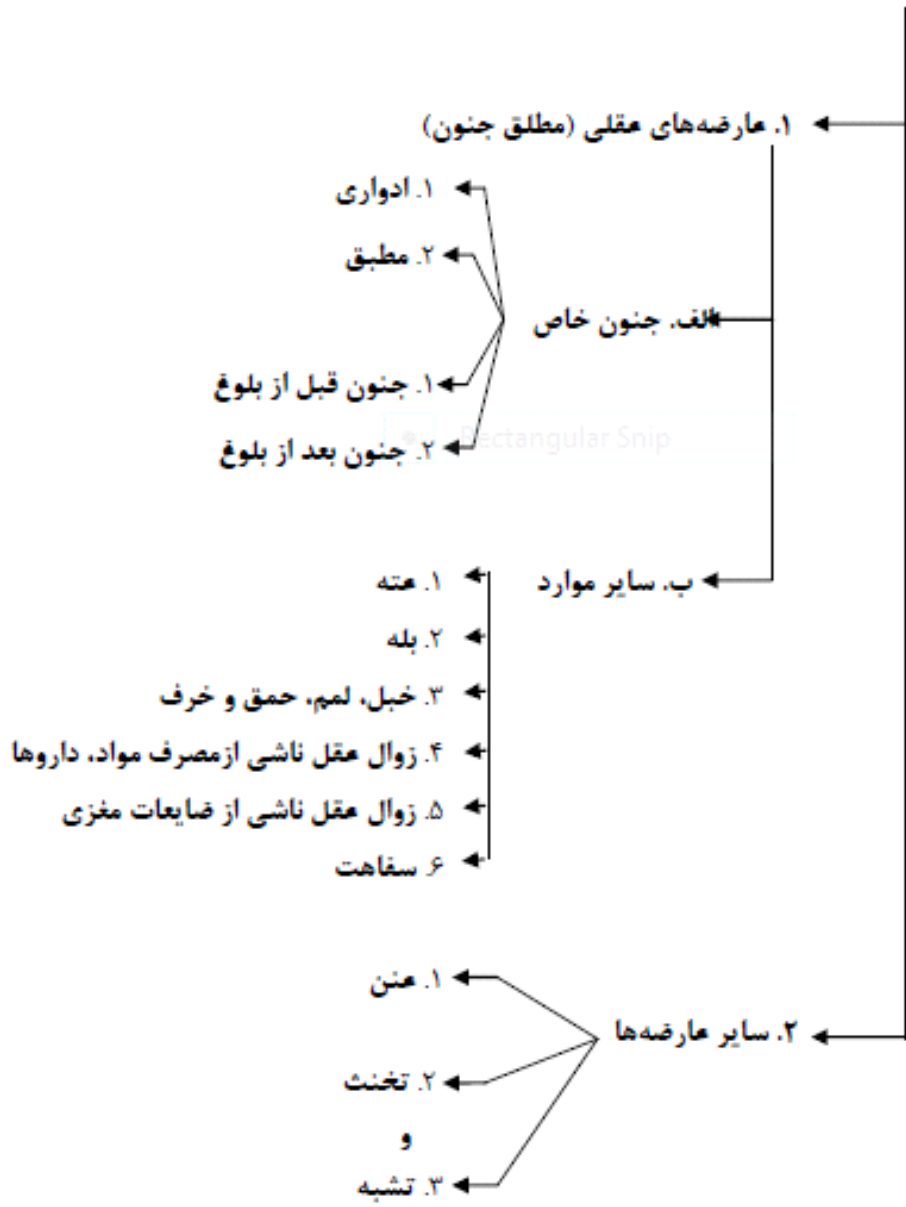 ۱. عارضه‌های عقلی (مطلق جنون)
۱. ادواری
۲. مطبق
الف. جنون خاص
۱. جنون قبل از بلوغ
Rectangular Snip
۲. جنون بعد از بلوغ
ب. سایر موارد
۱. عته
۲. بله
۳. خبل، لمم، حمق و خرف
۴. زوال عقل ناشی ازمصرف مواد، داروها
۵. زوال عقل ناشی از ضایعات مغزی
۶. سفاهت
۲. سایر عارضه‌ها
۱. عنن
۲. تخنث
و
۳. تشبه